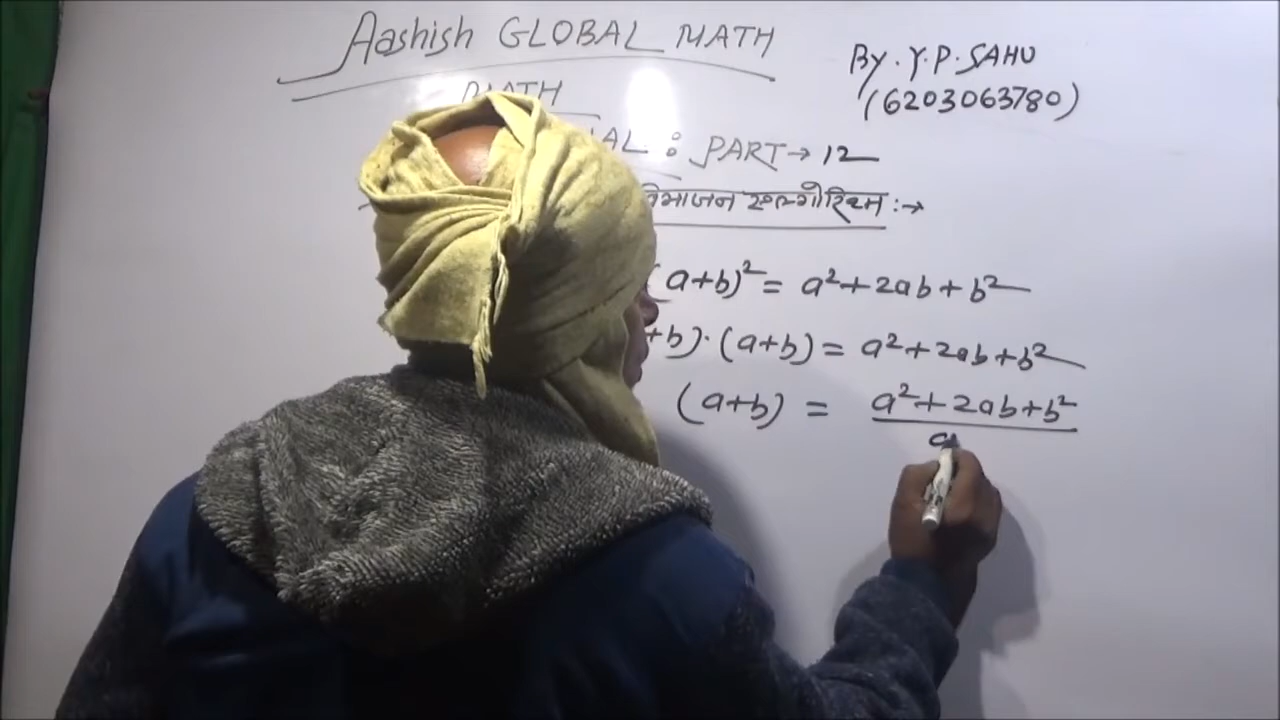 Aashish GLOBAL MATH
BY. Y.P. SAHU
(6203063780)
MATH
AL : PART → 12
विभाजन एल्गोरिथ्म :→
(a+b)² = a²+2ab+b²
+b)·(a+b) = a²+2ab+b²
(a+b) = a²+2ab+b²
a